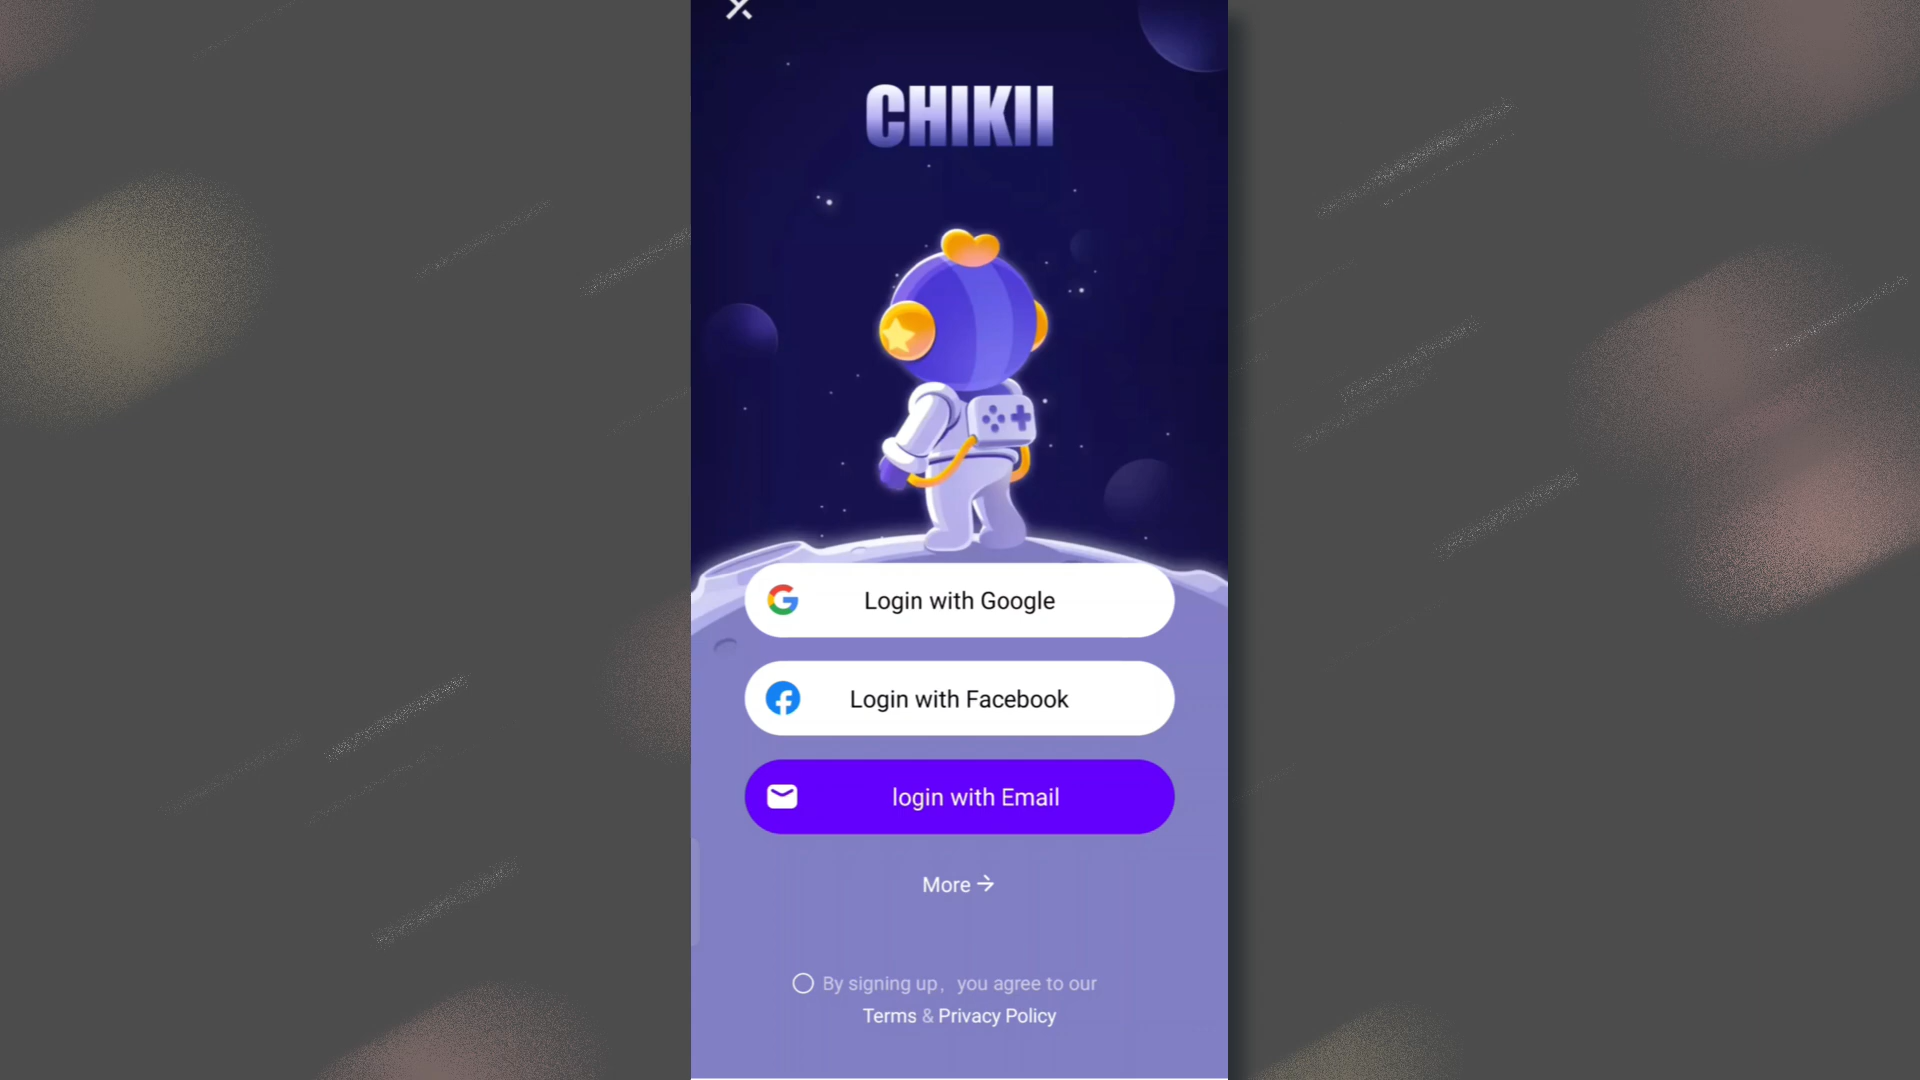 CHIKII
Login with Google
Login with Facebook
login with Email
More →
By signing up，you agree to our
Terms & Privacy Policy